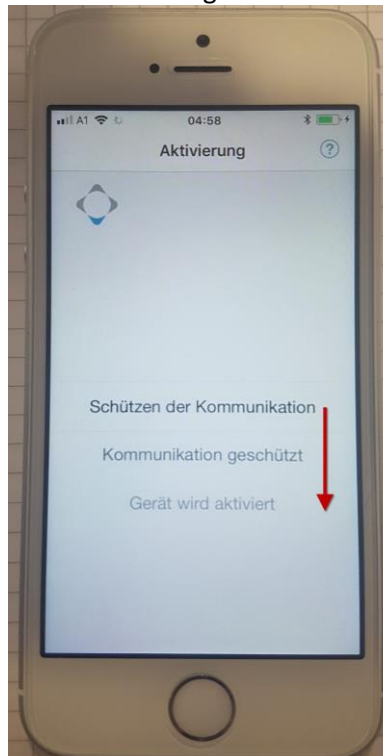 A1 04:58
Aktivierung ?
Schützen der Kommunikation
Kommunikation geschützt
Gerät wird aktiviert